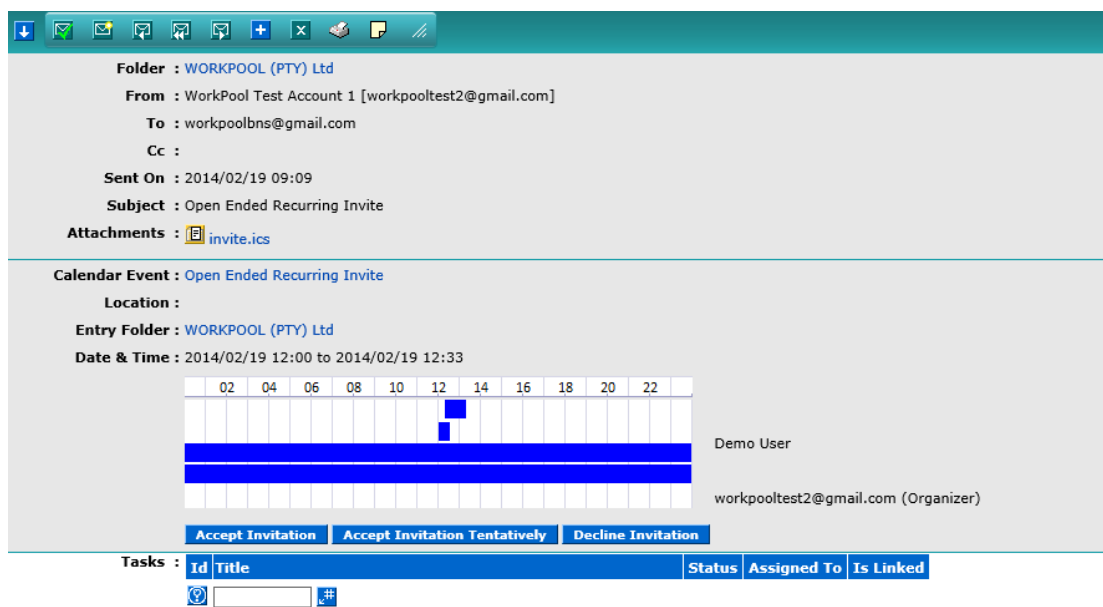 Folder : WORKPOOL (PTY) Ltd
From : WorkPool Test Account 1 [workpooltest2@gmail.com]
To : workpoolbns@gmail.com
Cc :
Sent On : 2014/02/19 09:09
Subject : Open Ended Recurring Invite
Attachments : invite.ics
Calendar Event : Open Ended Recurring Invite
Location :
Entry Folder : WORKPOOL (PTY) Ltd
Date & Time : 2014/02/19 12:00 to 2014/02/19 12:33
02 04 06 08 10 12 14 16 18 20 22
Demo User
workpooltest2@gmail.com (Organizer)
Accept Invitation Accept Invitation Tentatively Decline Invitation
Tasks : Id Title Status Assigned To Is Linked